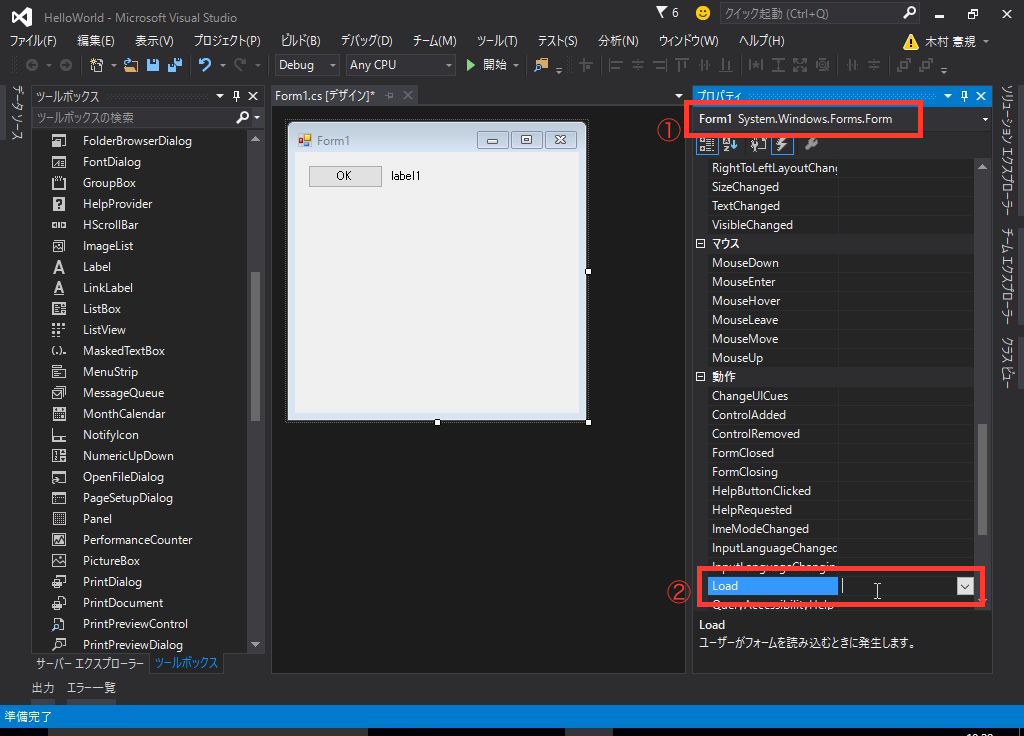 HelloWorld - Microsoft Visual Studio
6
クイック起動 (Ctrl+Q)
ファイル(F) 編集(E) 表示(V) プロジェクト(P) ビルド(B) デバッグ(D) チーム(M) ツール(T) テスト(S) 分析(N) ウィンドウ(W) ヘルプ(H)
木村 憲規
Debug
Any CPU
開始
データ ソース
ツールボックス
ツールボックスの検索
FolderBrowserDialog
FontDialog
GroupBox
HelpProvider
HScrollBar
ImageList
Label
LinkLabel
ListBox
ListView
MaskedTextBox
MenuStrip
MessageQueue
MonthCalendar
NotifyIcon
NumericUpDown
OpenFileDialog
PageSetupDialog
Panel
PerformanceCounter
PictureBox
PrintDialog
PrintDocument
PrintPreviewControl
PrintPreviewDialog
サーバー エクスプローラー ツールボックス
Form1.cs [デザイン]*
Form1
OK
label1
プロパティ
①
Form1 System.Windows.Forms.Form
RightToLeftLayoutChang
SizeChanged
TextChanged
VisibleChanged
マウス
MouseDown
MouseEnter
MouseHover
MouseLeave
MouseMove
MouseUp
動作
ChangeUICues
ControlAdded
ControlRemoved
FormClosed
FormClosing
HelpButtonClicked
HelpRequested
ImeModeChanged
InputLanguageChanged
InputLanguageChangin
②
Load
QueryAccessibilityHelp
Load
ユーザーがフォームを読み込むときに発生します。
ソリューション エクスプローラー
チーム エクスプローラー
クラス ビュー
出力 エラー一覧
準備完了